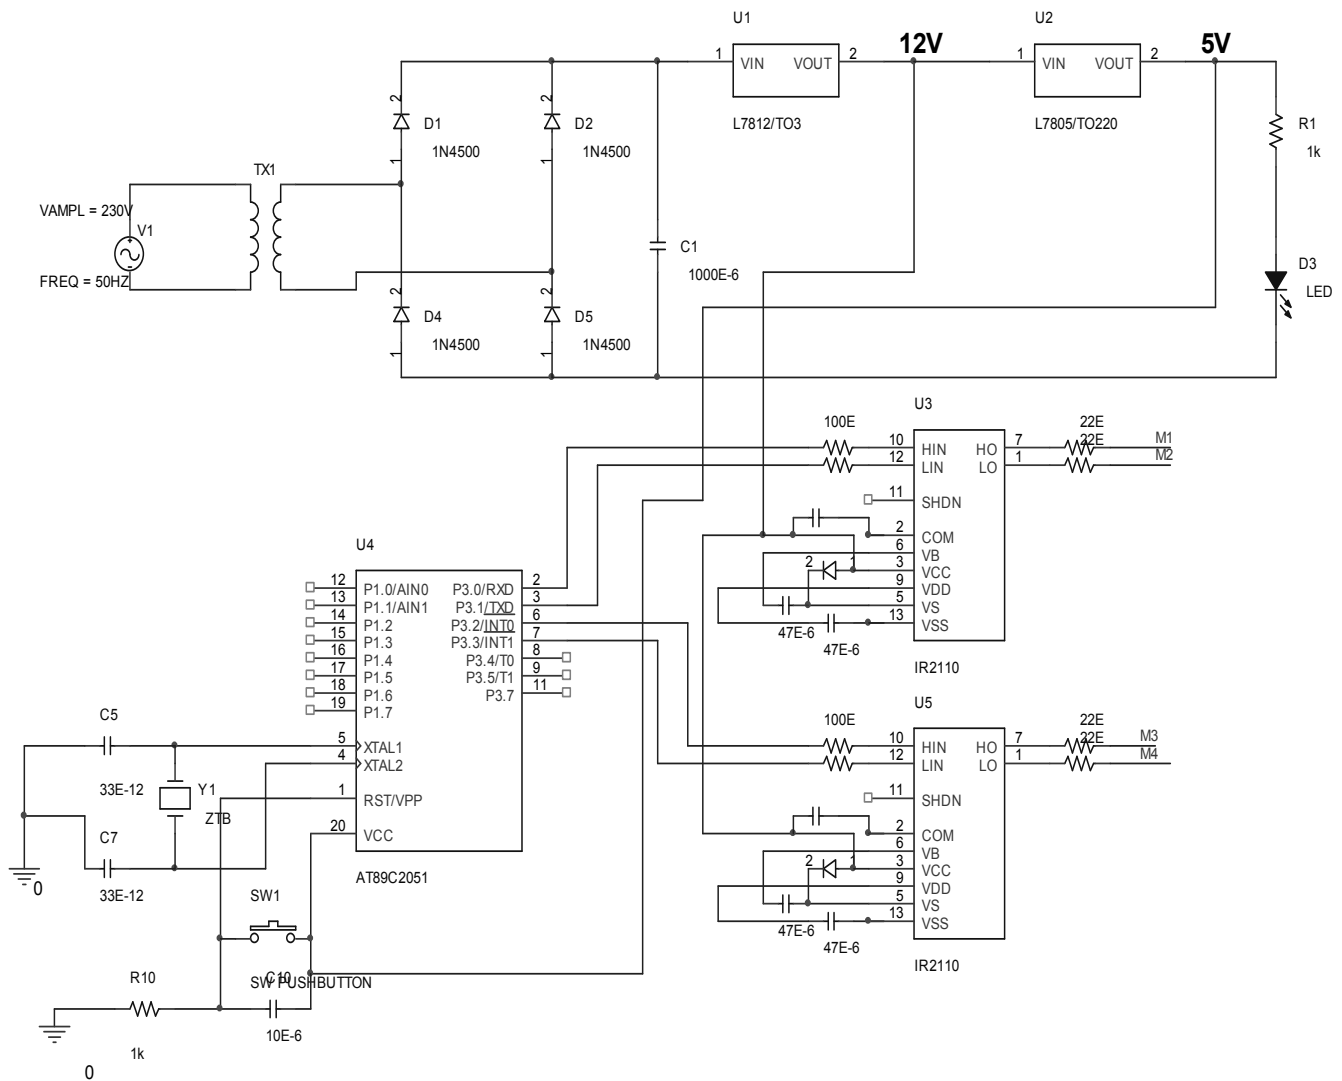 U1
U2
12V
5V
1 VIN VOUT 2
1 VIN VOUT 2
L7812/TO3
L7805/TO220
2
D1
1N4500
1
2
D2
1N4500
1
R1
1k
TX1
VAMPL = 230V
V1
FREQ = 50HZ
C1
1000E-6
D3
LED
2
D4
1N4500
1
2
D5
1N4500
1
U3
100E
22E
22E
M1
M2
10 HIN HO 7
12 LIN LO 1
11 SHDN
2 COM
6 VB
2 1 3 VCC
9 VDD
5 VS
13 VSS
47E-6
47E-6
IR2110
U4
12 P1.0/AIN0 P3.0/RXD 2
13 P1.1/AIN1 P3.1/TXD 3
14 P1.2 P3.2/INT0 6
15 P1.3 P3.3/INT1 7
16 P1.4 P3.4/T0 8
17 P1.5 P3.5/T1 9
18 P1.6 P3.7 11
19 P1.7
5 XTAL1
4 XTAL2
1 RST/VPP
20 VCC
AT89C2051
U5
100E
22E
22E
M3
M4
10 HIN HO 7
12 LIN LO 1
11 SHDN
2 COM
6 VB
2 1 3 VCC
9 VDD
5 VS
13 VSS
47E-6
47E-6
IR2110
C5
33E-12
Y1
ZTB
C7
33E-12
0
SW1
SW PUSHBUTTON
C10
10E-6
R10
1k
0